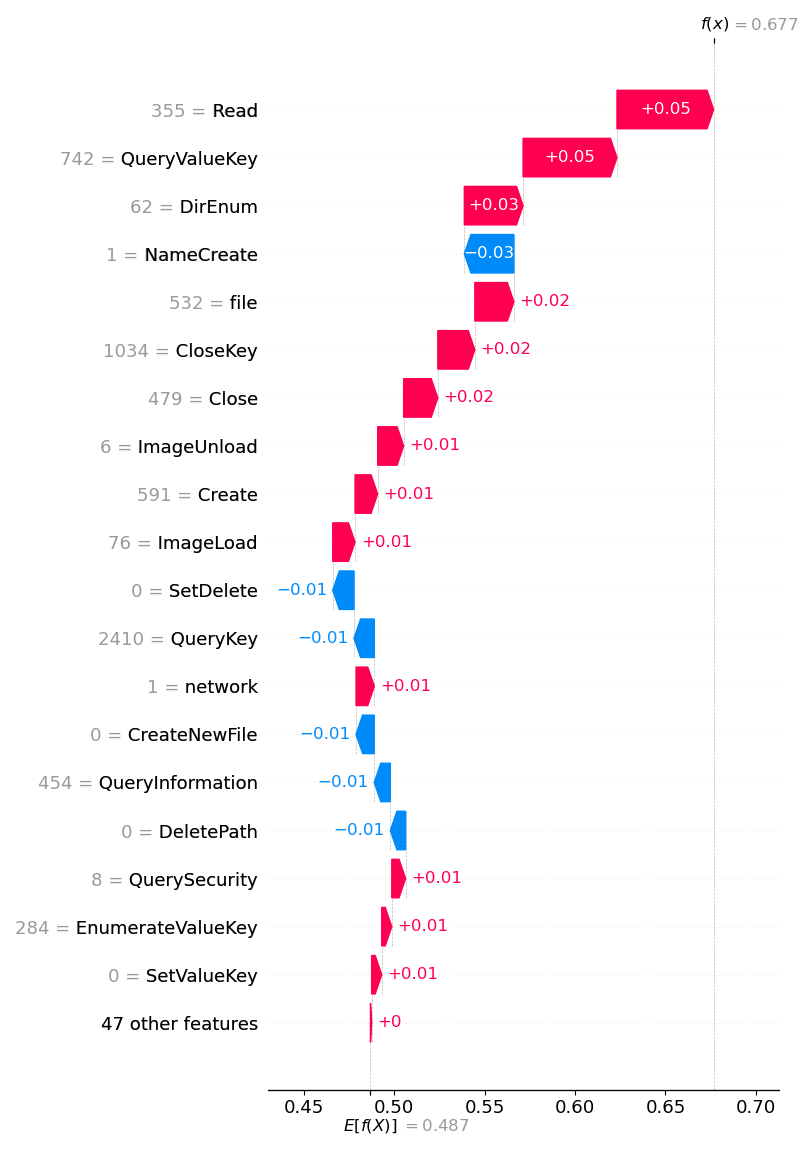 f(x) = 0.677
355 = Read
+0.05
742 = QueryValueKey
+0.05
62 = DirEnum
+0.03
1 = NameCreate
−0.03
532 = file
+0.02
1034 = CloseKey
+0.02
479 = Close
+0.02
6 = ImageUnload
+0.01
591 = Create
+0.01
76 = ImageLoad
+0.01
0 = SetDelete
−0.01
2410 = QueryKey
−0.01
1 = network
+0.01
0 = CreateNewFile
−0.01
454 = QueryInformation
−0.01
0 = DeletePath
−0.01
8 = QuerySecurity
+0.01
284 = EnumerateValueKey
+0.01
0 = SetValueKey
+0.01
47 other features
+0
0.45 0.50 0.55 0.60 0.65 0.70
E[f(X)] = 0.487